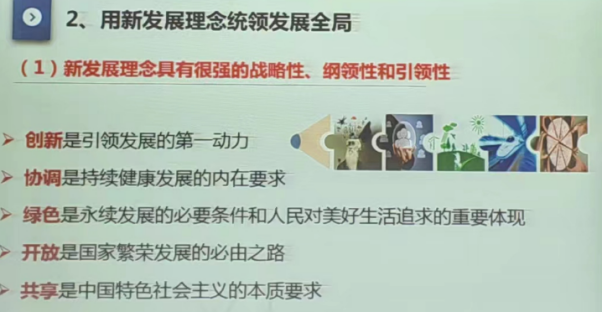 2、用新发展理念统领发展全局
（1）新发展理念具有很强的战略性、纲领性和引领性
创新是引领发展的第一动力
协调是持续健康发展的内在要求
绿色是永续发展的必要条件和人民对美好生活追求的重要体现
开放是国家繁荣发展的必由之路
共享是中国特色社会主义的本质要求